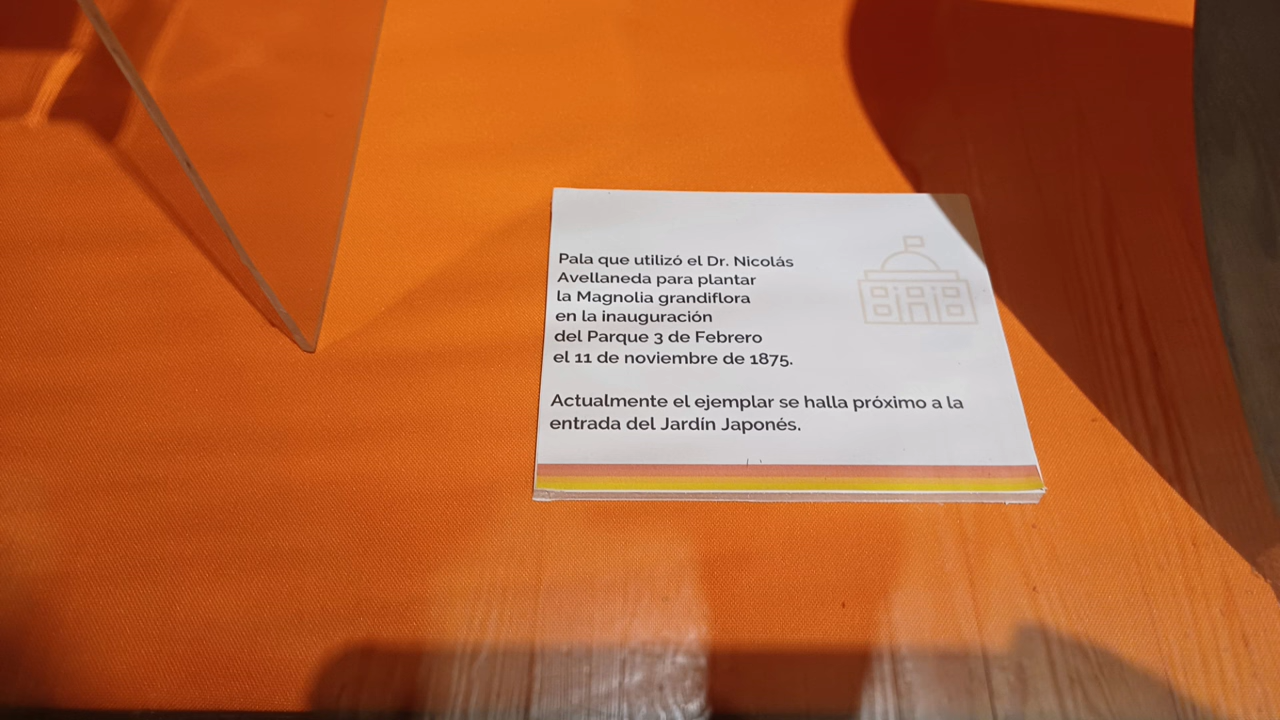 Pala que utilizó el Dr. Nicolás
Avellaneda para plantar
la Magnolia grandiflora
en la inauguración
del Parque 3 de Febrero
el 11 de noviembre de 1875.
Actualmente el ejemplar se halla próximo a la
entrada del Jardín Japonés.